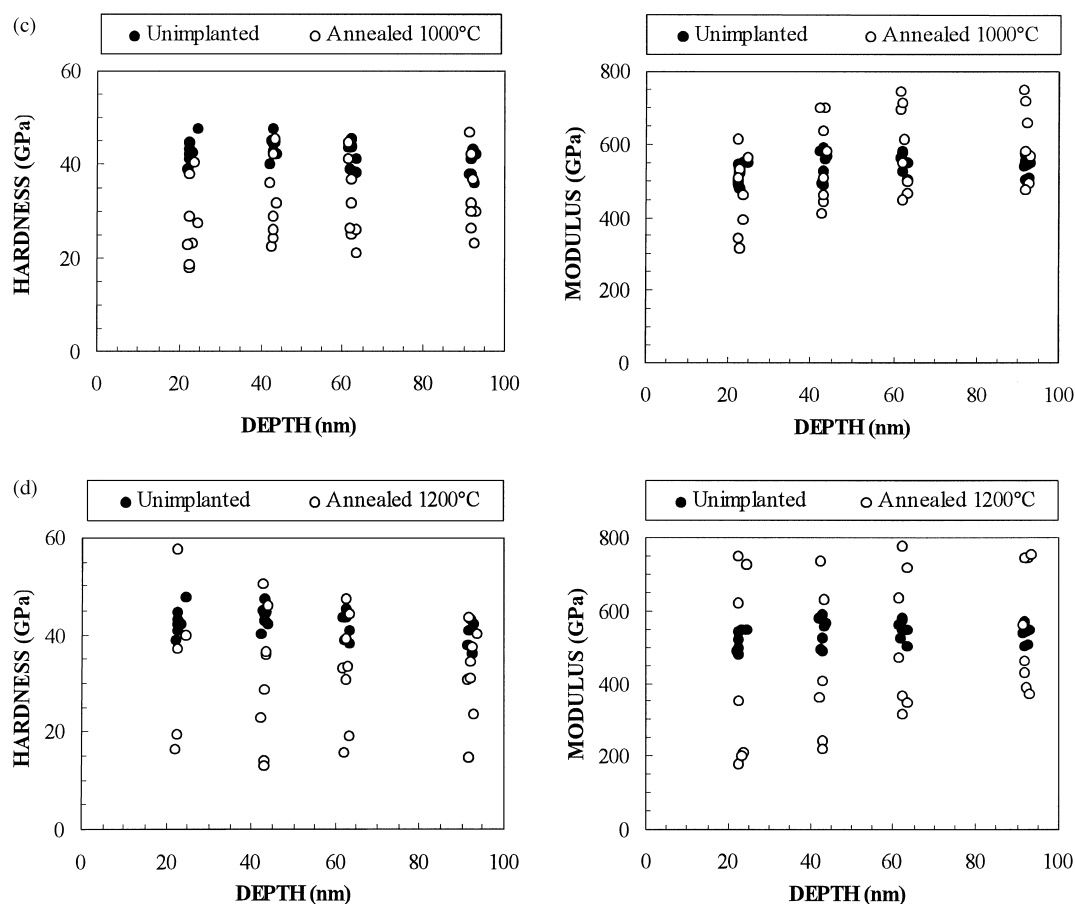 (c)
Unimplanted Annealed 1000°C
Unimplanted Annealed 1000°C
HARDNESS (GPa)
60
40
20
0
0 20 40 60 80 100
DEPTH (nm)
MODULUS (GPa)
800
600
400
200
0
0 20 40 60 80 100
DEPTH (nm)
(d)
Unimplanted Annealed 1200°C
Unimplanted Annealed 1200°C
HARDNESS (GPa)
60
40
20
0
0 20 40 60 80 100
DEPTH (nm)
MODULUS (GPa)
800
600
400
200
0
0 20 40 60 80 100
DEPTH (nm)